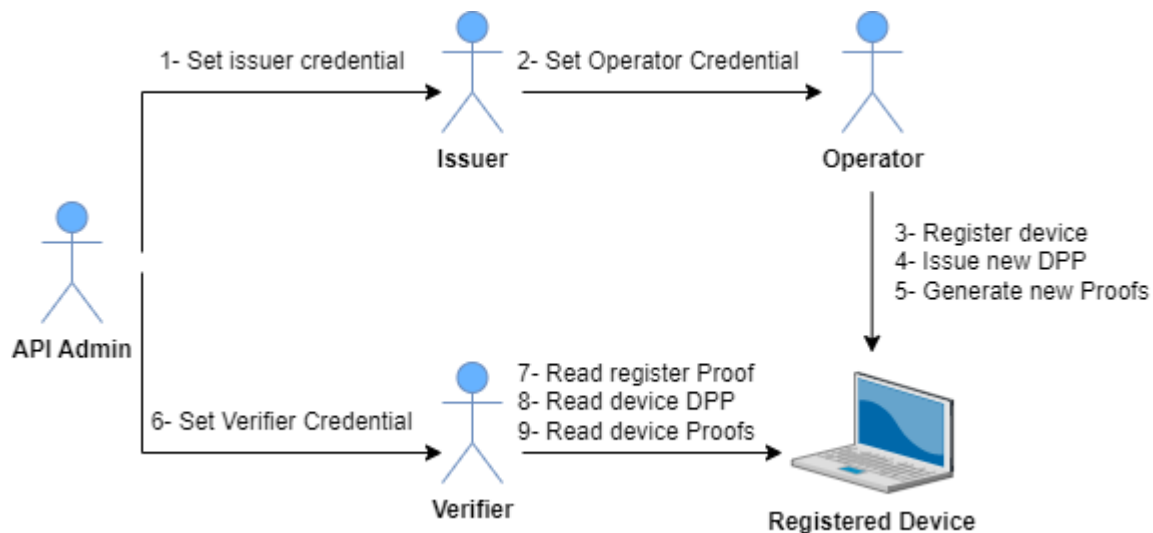 1- Set issuer credential
2- Set Operator Credential
Issuer
Operator
3- Register device
4- Issue new DPP
5- Generate new Proofs
API Admin
6- Set Verifier Credential
7- Read register Proof
8- Read device DPP
9- Read device Proofs
Verifier
Registered Device